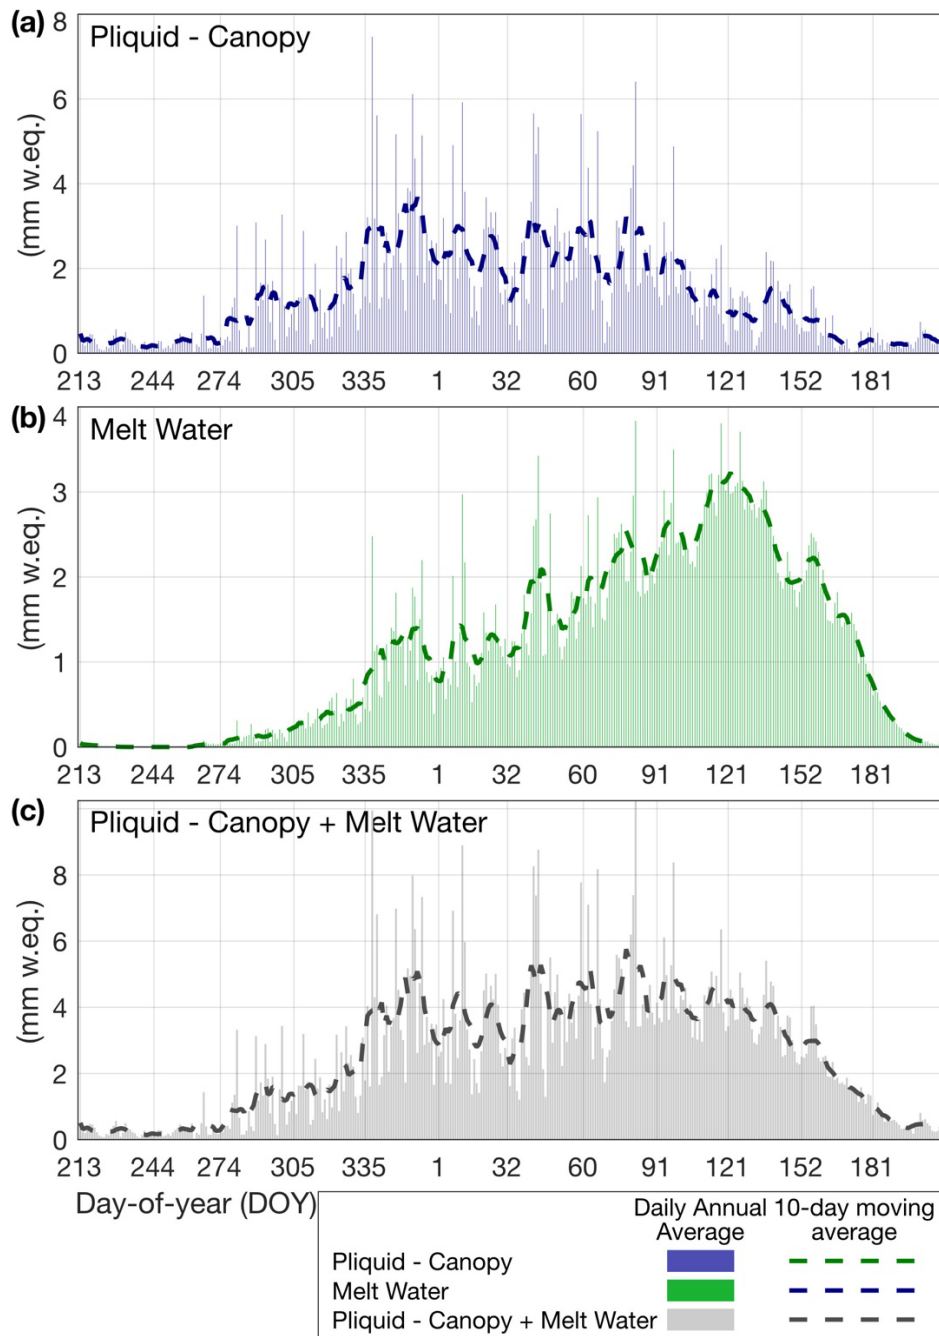 (a)
Pliquid - Canopy
(mm w.eq.)
8
6
4
2
0
213 244 274 305 335 1 32 60 91 121 152 181
(b)
Melt Water
(mm w.eq.)
4
3
2
1
0
213 244 274 305 335 1 32 60 91 121 152 181
(c)
Pliquid - Canopy + Melt Water
(mm w.eq.)
8
6
4
2
0
213 244 274 305 335 1 32 60 91 121 152 181
Day-of-year (DOY)
Daily Annual 10-day moving
Average average
Pliquid - Canopy
Melt Water
Pliquid - Canopy + Melt Water